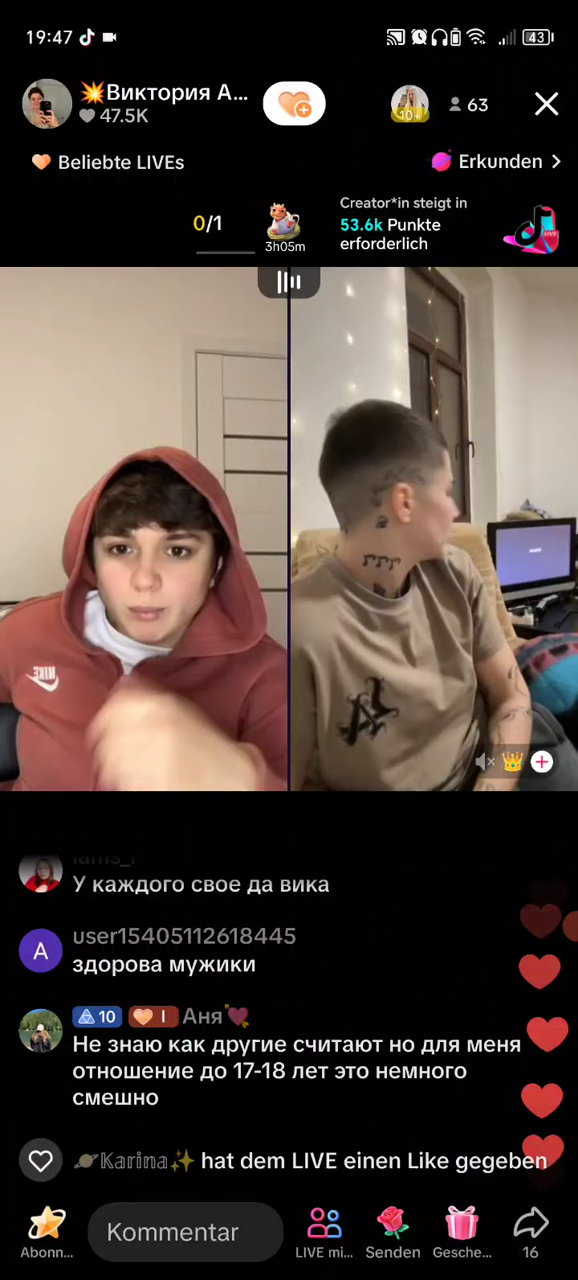 19:47
43
💥Виктория А...
47.5K
10+
63
Beliebte LIVEs
Erkunden
0/1
3h05m
Creator*in steigt in
53.6k Punkte
erforderlich
LIVE
NIKE
У каждого свое да вика
A
user15405112618445
здорова мужики
10
I
Аня💘
Не знаю как другие считают но для меня
отношение до 17-18 лет это немного
смешно
🪐𝕂𝕒𝕣𝕚𝕟𝕒✨ hat dem LIVE einen Like gegeben
Abonn...
Kommentar
LIVE mi...
Senden
Gesche...
16